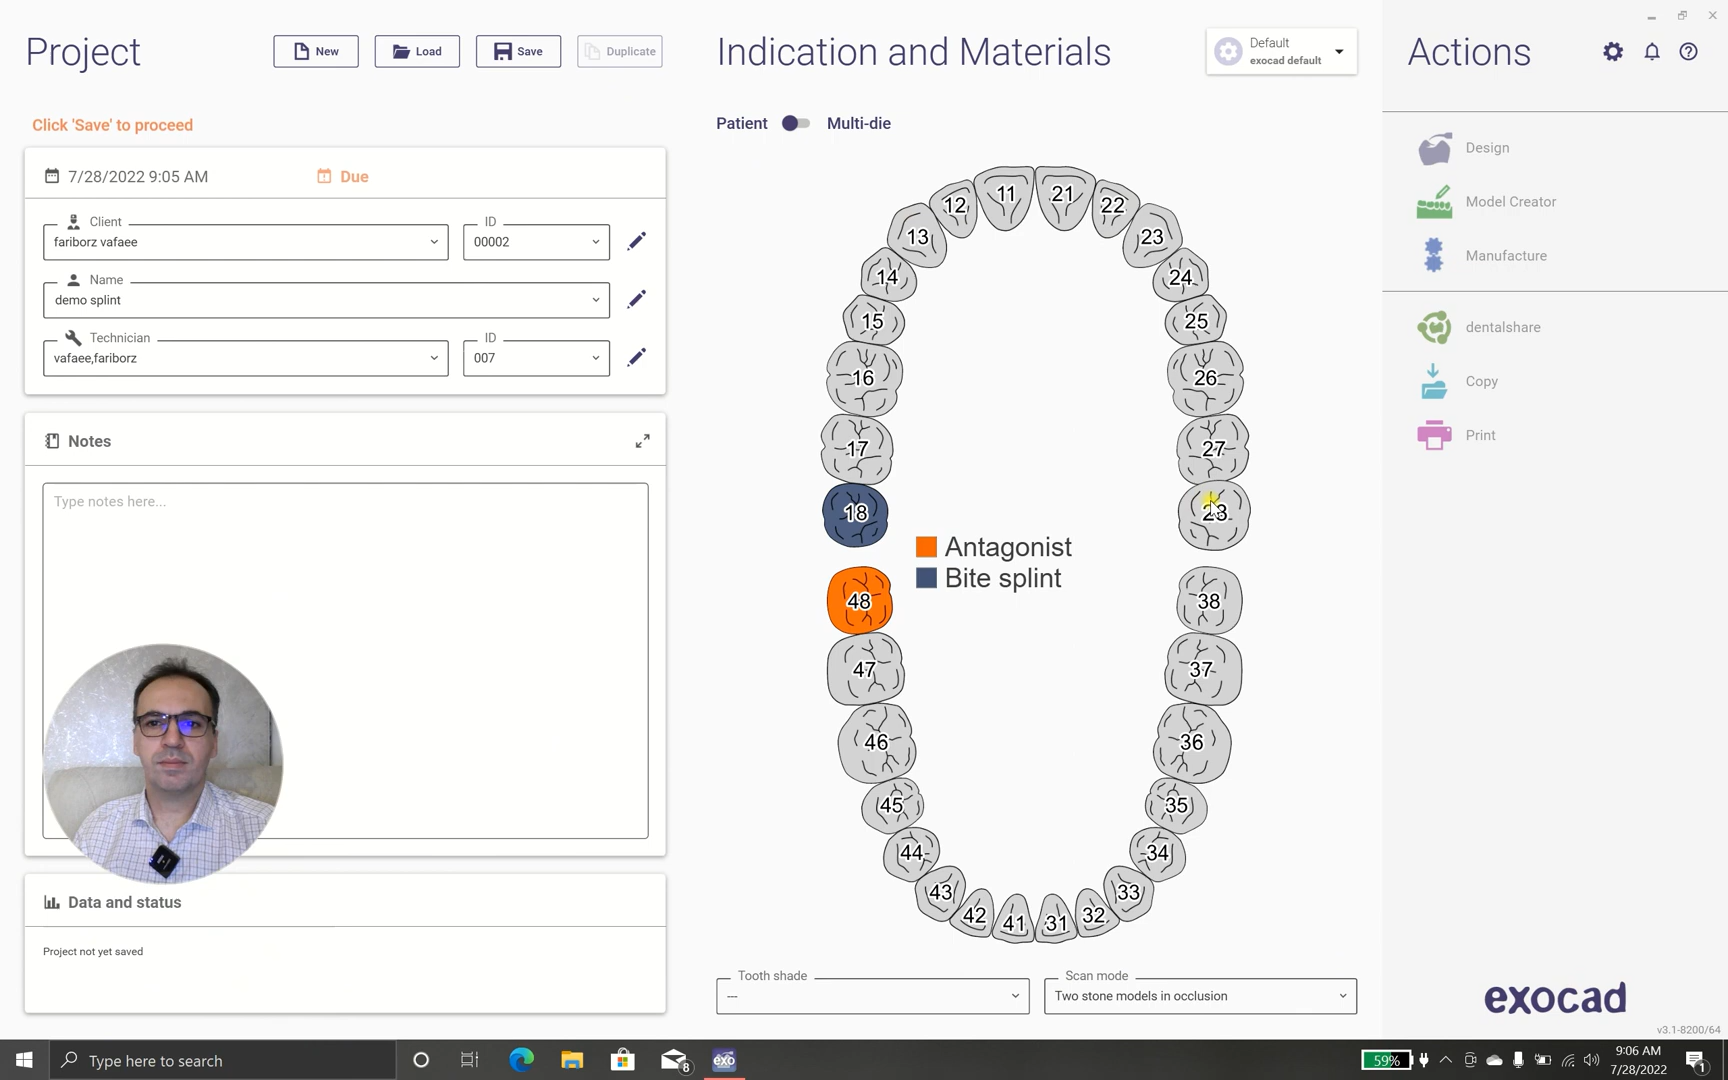 Project
New
Load
Save
Duplicate
Indication and Materials
Default
exocad default
Actions
Click 'Save' to proceed
Patient
Multi-die
7/28/2022 9:05 AM
Due
Client
fariborz vafaee
ID
00002
Name
demo splint
Technician
vafaee,fariborz
ID
007
Notes
Type notes here...
Data and status
Project not yet saved
11
21
12
22
13
23
14
24
15
25
16
26
17
27
18
28
Antagonist
Bite splint
48
38
47
37
46
36
45
35
44
34
43
33
42
32
41
31
Tooth shade
---
Scan mode
Two stone models in occlusion
Design
Model Creator
Manufacture
dentalshare
Copy
Print
exocad
v3.1-8200/64
Type here to search
8
exo
59%
9:06 AM
7/28/2022
1